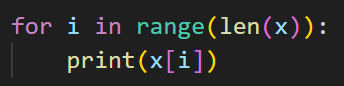 for i in range(len(x)):
    print(x[i])